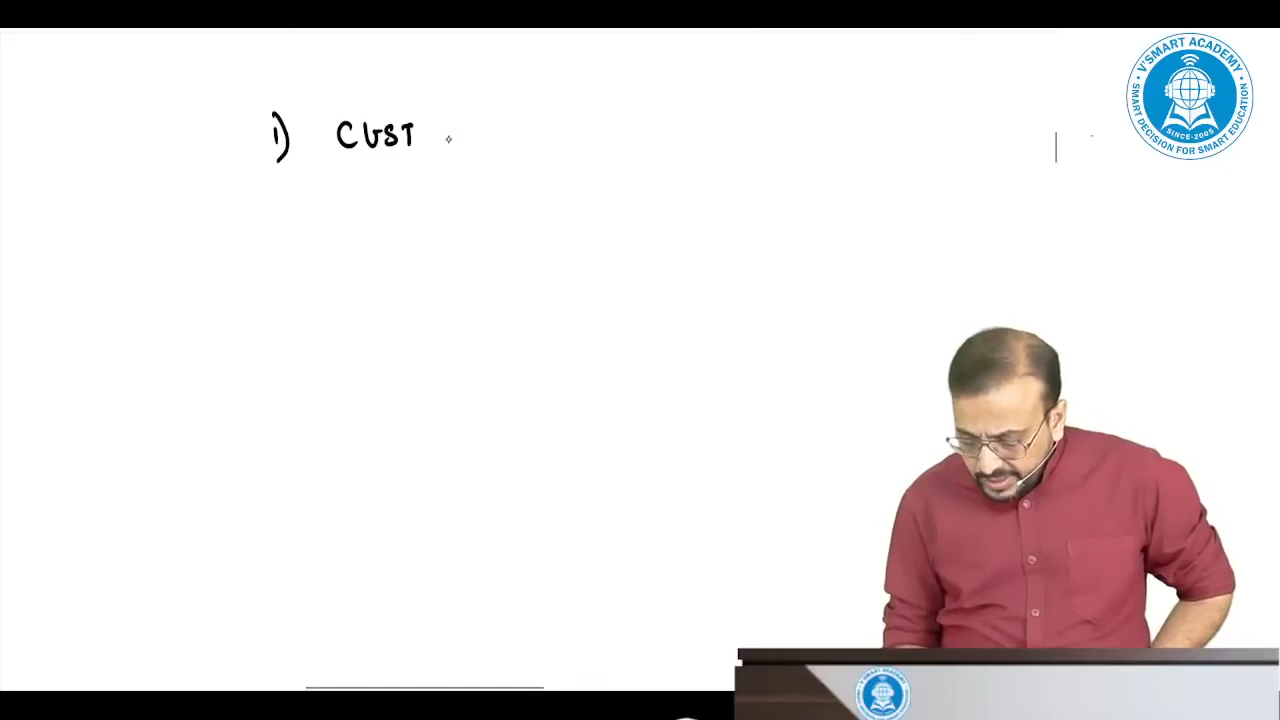 1) CUST
V'SMART ACADEMY
SMART DECISION FOR SMART EDUCATION
SINCE-2005